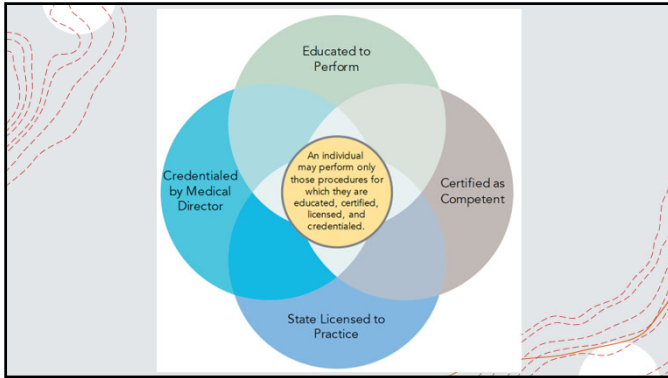 Educated to
Perform
Credentialed
by Medical
Director
An individual
may perform only
those procedures for
which they are
educated, certified,
licensed, and
credentialed.
Certified as
Competent
State Licensed to
Practice